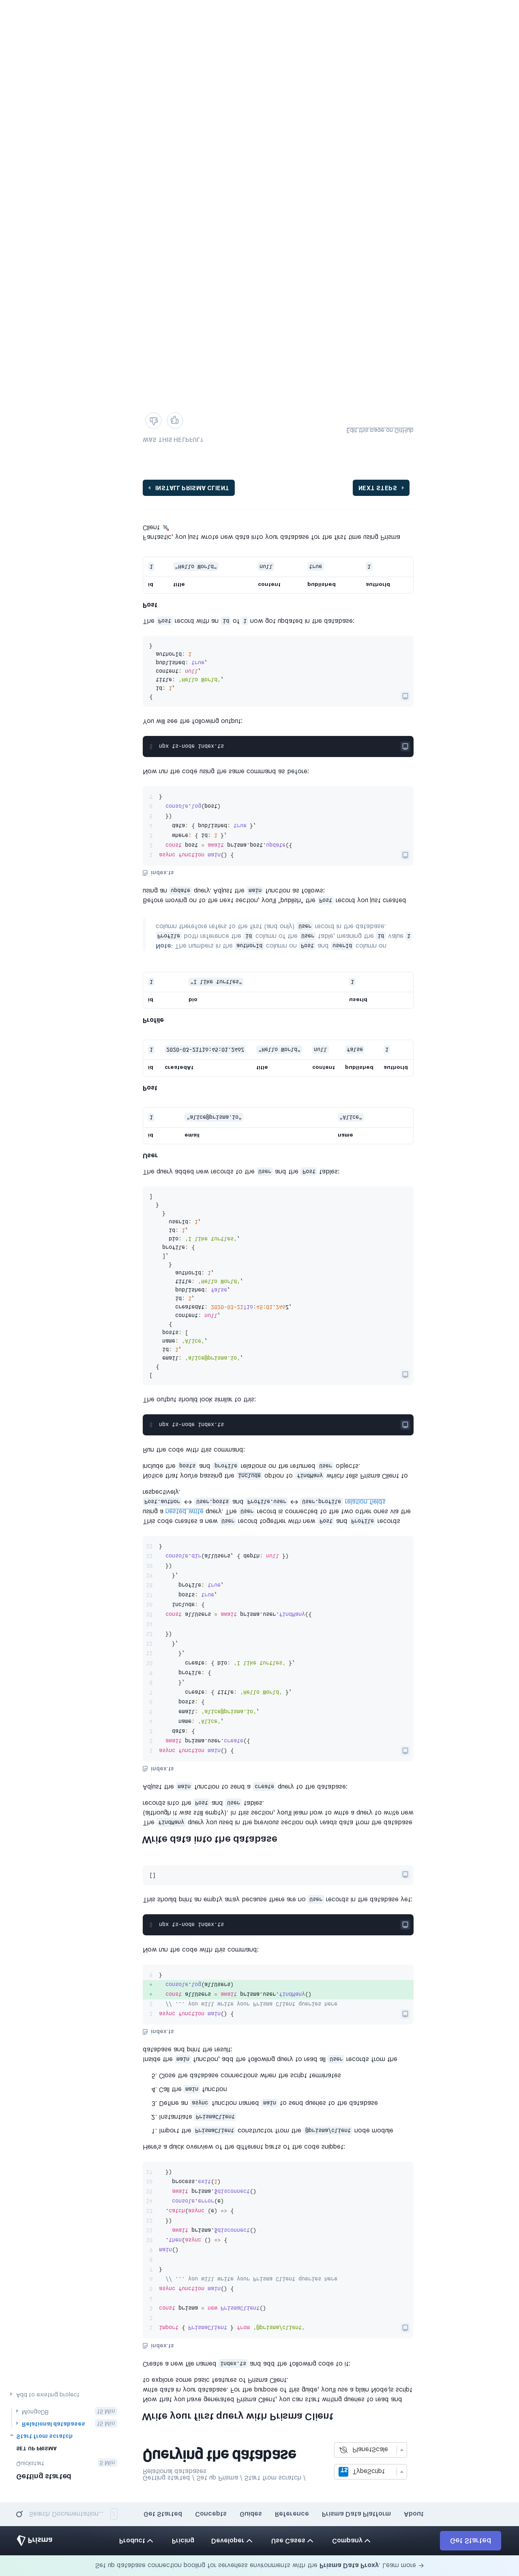 Set up database connection pooling for serverless environments with the Prisma Data Proxy. Learn more →
Prisma
Product
Pricing
Developer
Use Cases
Company
Get Started
Search Documentation...
/
Get Started
Concepts
Guides
Reference
Prisma Data Platform
About
Getting started
Quickstart
5 Min
SET UP PRISMA
Start from scratch
Relational databases
15 Min
MongoDB
15 Min
Add to existing project
Getting started / Set up Prisma / Start from scratch /
Relational databases
Querying the database
TS TypeScript
PlanetScale
Write your first query with Prisma Client
Now that you have generated Prisma Client, you can start writing queries to read and
write data in your database. For the purpose of this guide, you'll use a plain Node.js script
to explore some basic features of Prisma Client.
Create a new file named index.ts and add the following code to it:
index.ts
1 import { PrismaClient } from '@prisma/client'
2
3 const prisma = new PrismaClient()
4
5 async function main() {
6 // ... you will write your Prisma Client queries here
7 }
8
9 main()
10 .then(async () => {
11 await prisma.$disconnect()
12 })
13 .catch(async (e) => {
14 console.error(e)
15 await prisma.$disconnect()
16 process.exit(1)
17 })
Here's a quick overview of the different parts of the code snippet:
1. Import the PrismaClient constructor from the @prisma/client node module
2. Instantiate PrismaClient
3. Define an async function named main to send queries to the database
4. Call the main function
5. Close the database connections when the script terminates
Inside the main function, add the following query to read all User records from the
database and print the result:
index.ts
1 async function main() {
2 // ... you will write your Prisma Client queries here
+ const allUsers = await prisma.user.findMany()
+ console.log(allUsers)
5 }
Now run the code with this command:
1 npx ts-node index.ts
This should print an empty array because there are no User records in the database yet:
[]
Write data into the database
The findMany query you used in the previous section only reads data from the database
(although it was still empty). In this section, you'll learn how to write a query to write new
records into the Post and User tables.
Adjust the main function to send a create query to the database:
index.ts
1 async function main() {
2 await prisma.user.create({
3 data: {
4 name: 'Alice',
5 email: 'alice@prisma.io',
6 posts: {
7 create: { title: 'Hello World' },
8 },
9 profile: {
10 create: { bio: 'I like turtles' },
11 },
12 },
13 })
14
15 const allUsers = await prisma.user.findMany({
16 include: {
17 posts: true,
18 profile: true,
19 },
20 })
21 console.dir(allUsers, { depth: null })
22 }
This code creates a new User record together with new Post and Profile records
using a nested write query. The User record is connected to the two other ones via the
Post.author ↔ User.posts and Profile.user ↔ User.profile relation fields
respectively.
Notice that you're passing the include option to findMany which tells Prisma Client to
include the posts and profile relations on the returned User objects.
Run the code with this command:
1 npx ts-node index.ts
The output should look similar to this:
[
{
email: 'alice@prisma.io',
id: 1,
name: 'Alice',
posts: [
{
content: null,
createdAt: 2020-03-21T16:45:01.246Z,
id: 1,
published: false,
title: 'Hello World',
authorId: 1,
}
],
profile: {
bio: 'I like turtles',
id: 1,
userId: 1,
}
}
]
The query added new records to the User and the Post tables:
User
id email name
1 "alice@prisma.io" "Alice"
Post
id createdAt title content published authorId
1 2020-03-21T16:45:01.246Z "Hello World" null false 1
Profile
id bio userId
1 "I like turtles" 1
Note: The numbers in the authorId column on Post and userId column on
Profile both reference the id column of the User table, meaning the id value 1
column therefore refers to the first (and only) User record in the database.
Before moving on to the next section, you'll "publish" the Post record you just created
using an update query. Adjust the main function as follows:
index.ts
1 async function main() {
2 const post = await prisma.post.update({
3 where: { id: 1 },
4 data: { published: true },
5 })
6 console.log(post)
7 }
Now run the code using the same command as before:
1 npx ts-node index.ts
You will see the following output:
{
id: 1,
title: 'Hello World',
content: null,
published: true,
authorId: 1
}
The Post record with an id of 1 now got updated in the database:
Post
id title content published authorId
1 "Hello World" null true 1
Fantastic, you just wrote new data into your database for the first time using Prisma
Client 🚀
INSTALL PRISMA CLIENT
NEXT STEPS
WAS THIS HELPFUL?
Edit this page on GitHub